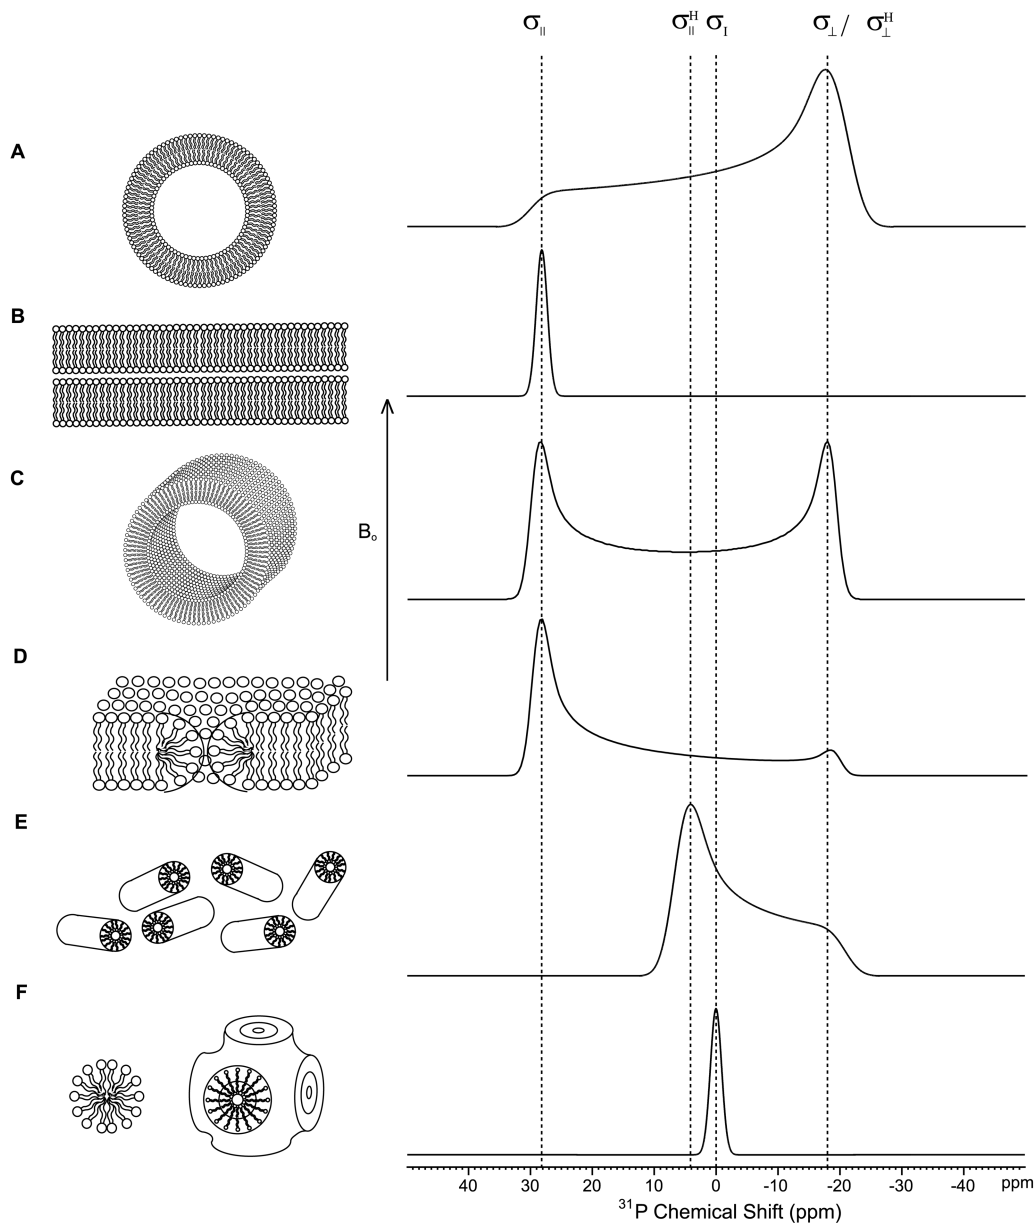 σ∥ σ∥ᴴ σI σ⊥ / σ⊥ᴴ
A
B
C
B₀
D
E
F
40 30 20 10 0 -10 -20 -30 -40 ppm
³¹P Chemical Shift (ppm)